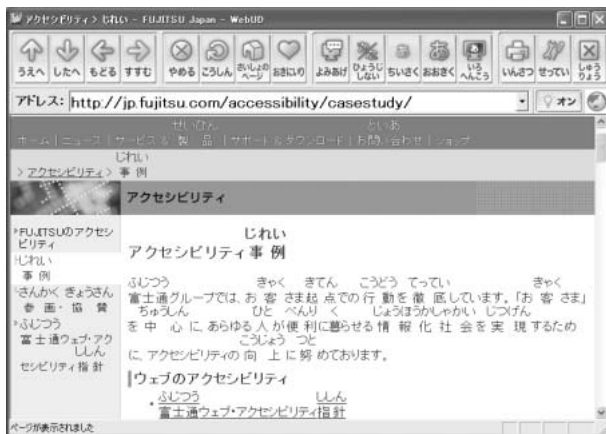 アクセシビリティ > じれい - FUJITSU Japan - WebUD
うえへ したへ もどる すすむ やめる こうしん さいしょのページ おきにいり よみあげ ひょうじしない ちいさく おおきく いろへんこう いんさつ せってい しゅうりょう
アドレス: http://jp.fujitsu.com/accessibility/casestudy/ オン
せいひん といあ
ホーム | ニュース | サービス & 製品 | サポート & ダウンロード | お問い合わせ | ショップ
じれい
> アクセシビリティ > 事例
アクセシビリティ
FUJITSUのアクセシビリティ
じれい
事例
さんかく きょうさん
参画・協賛
ふじつう
富士通ウェブ・アク
ししん
セシビリティ指針
じれい
アクセシビリティ事例
ふじつう きゃく きてん こうどう てってい きゃく
富士通グループでは、お客さま起点での行動を徹底しています。「お客さま」
ちゅうしん ひと べんり く じょうほうかしゃかい じつげん
を中心に、あらゆる人が便利に暮らせる情報化社会を実現するため
こうじょう つと
に、アクセシビリティの向上に努めております。
ウェブのアクセシビリティ
ふじつう ししん
富士通ウェブ・アクセシビリティ指針
ページが表示されました